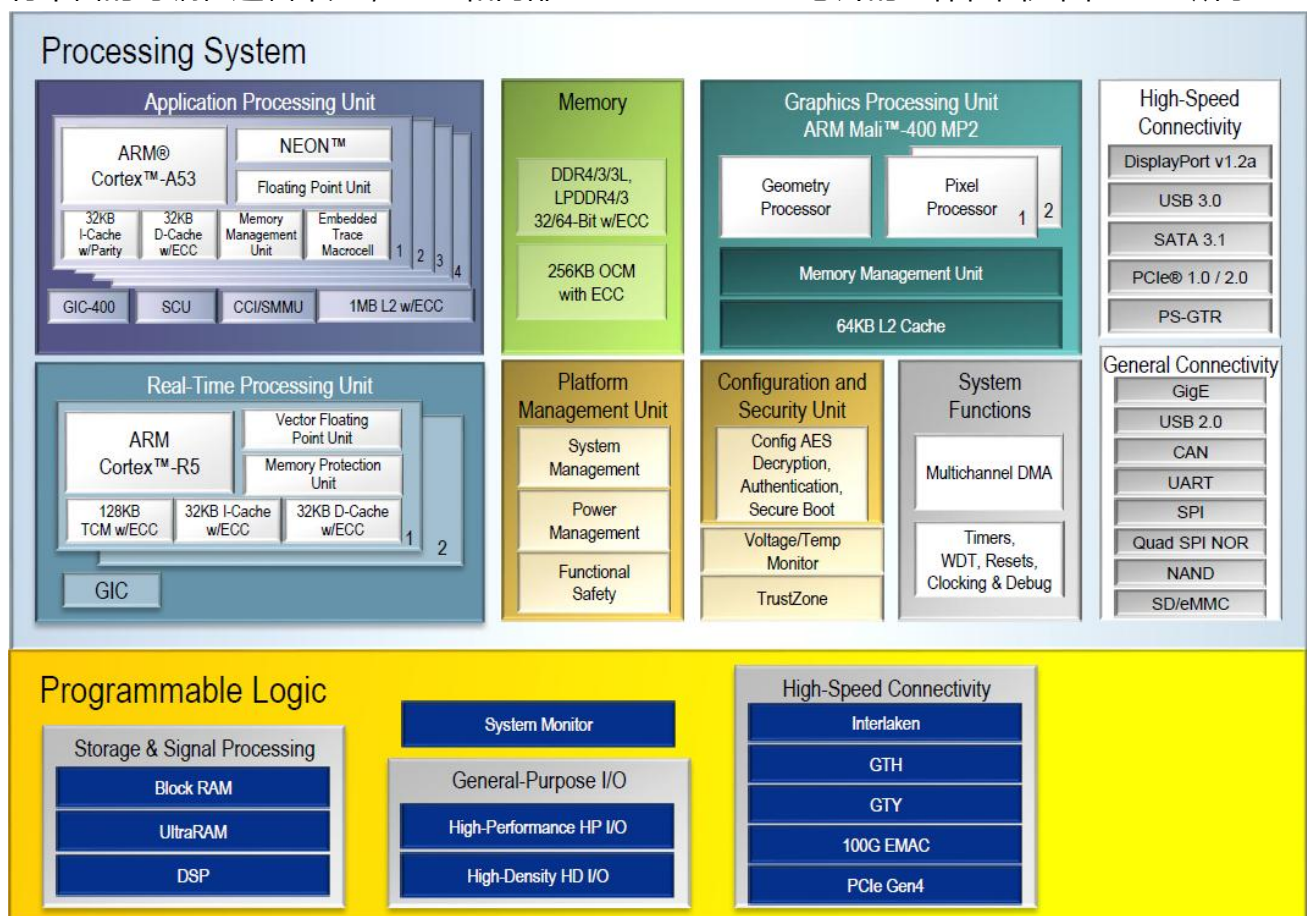 Processing System
Application Processing Unit
ARM®
Cortex™-A53
NEON™
Floating Point Unit
32KB
I-Cache
w/Parity
32KB
D-Cache
w/ECC
Memory
Management
Unit
Embedded
Trace
Macrocell
1
2
3
4
GIC-400
SCU
CCI/SMMU
1MB L2 w/ECC
Memory
DDR4/3/3L,
LPDDR4/3
32/64-Bit w/ECC
256KB OCM
with ECC
Graphics Processing Unit
ARM Mali™-400 MP2
Geometry
Processor
Pixel
Processor
1
2
Memory Management Unit
64KB L2 Cache
High-Speed
Connectivity
DisplayPort v1.2a
USB 3.0
SATA 3.1
PCIe® 1.0 / 2.0
PS-GTR
Real-Time Processing Unit
ARM
Cortex™-R5
Vector Floating
Point Unit
Memory Protection
Unit
128KB
TCM w/ECC
32KB I-Cache
w/ECC
32KB D-Cache
w/ECC
1
2
GIC
Platform
Management Unit
System
Management
Power
Management
Functional
Safety
Configuration and
Security Unit
Config AES
Decryption,
Authentication,
Secure Boot
Voltage/Temp
Monitor
TrustZone
System
Functions
Multichannel DMA
Timers,
WDT, Resets,
Clocking & Debug
General Connectivity
GigE
USB 2.0
CAN
UART
SPI
Quad SPI NOR
NAND
SD/eMMC
Programmable Logic
Storage & Signal Processing
Block RAM
UltraRAM
DSP
System Monitor
General-Purpose I/O
High-Performance HP I/O
High-Density HD I/O
High-Speed Connectivity
Interlaken
GTH
GTY
100G EMAC
PCIe Gen4